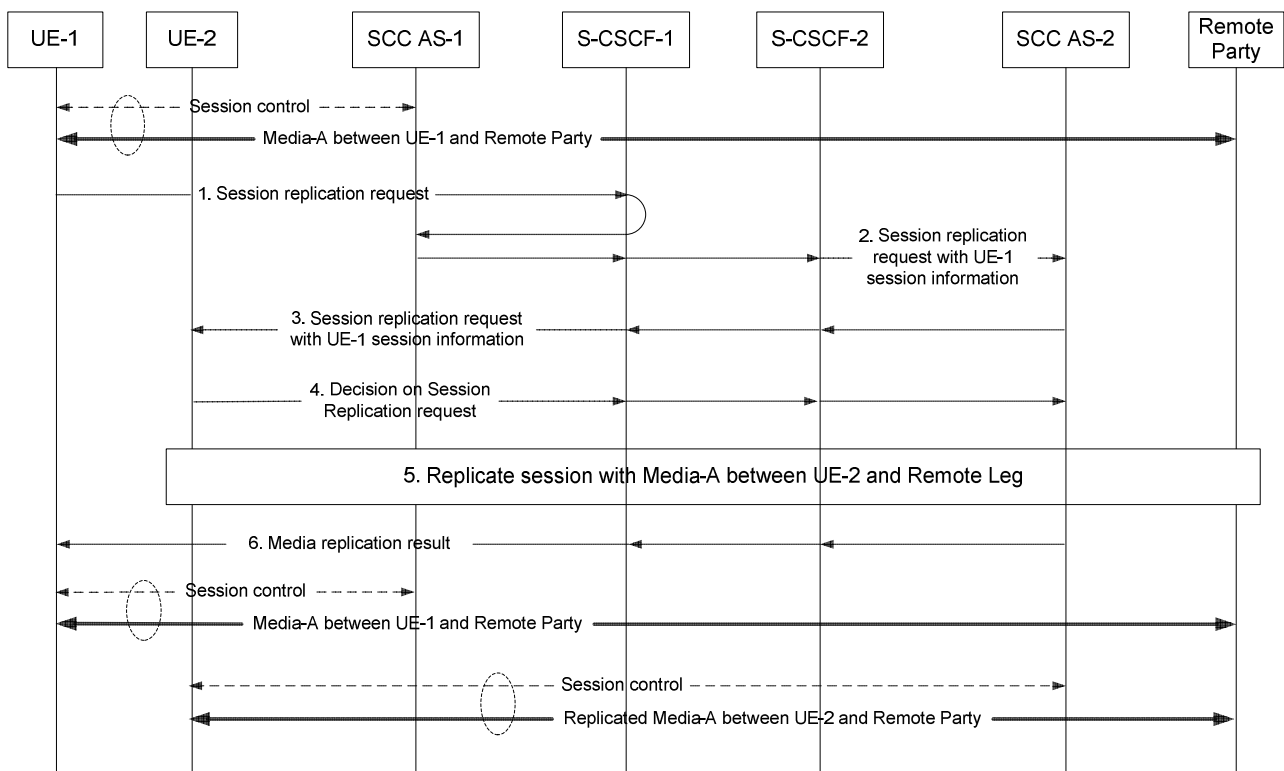 UE-1
UE-2
SCC AS-1
S-CSCF-1
S-CSCF-2
SCC AS-2
Remote
Party
Session control
Media-A between UE-1 and Remote Party
1. Session replication request
2. Session replication
request with UE-1
session information
3. Session replication request
with UE-1 session information
4. Decision on Session
Replication request
5. Replicate session with Media-A between UE-2 and Remote Leg
6. Media replication result
Session control
Media-A between UE-1 and Remote Party
Session control
Replicated Media-A between UE-2 and Remote Party